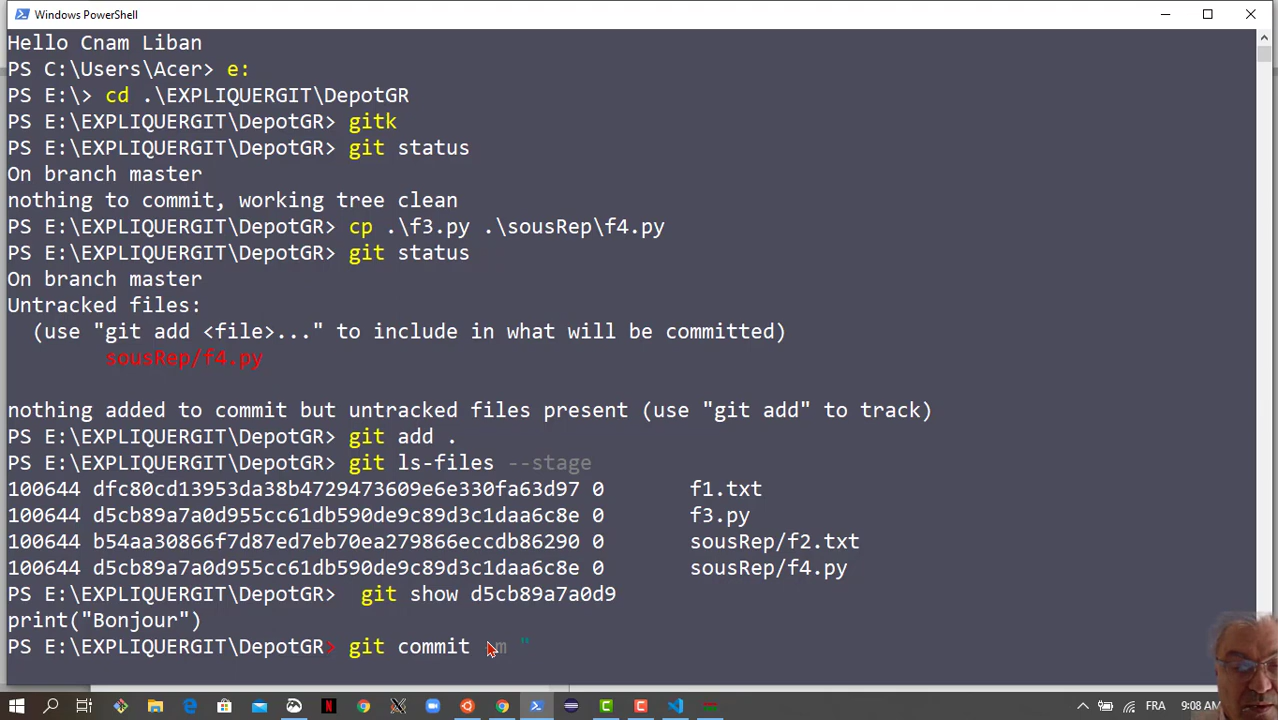 Windows PowerShell
Hello Cnam Liban
PS C:\Users\Acer> e:
PS E:\> cd .\EXPLIQUERGIT\DepotGR
PS E:\EXPLIQUERGIT\DepotGR> gitk
PS E:\EXPLIQUERGIT\DepotGR> git status
On branch master
nothing to commit, working tree clean
PS E:\EXPLIQUERGIT\DepotGR> cp .\f3.py .\sousRep\f4.py
PS E:\EXPLIQUERGIT\DepotGR> git status
On branch master
Untracked files:
  (use "git add <file>..." to include in what will be committed)
        sousRep/f4.py
nothing added to commit but untracked files present (use "git add" to track)
PS E:\EXPLIQUERGIT\DepotGR> git add .
PS E:\EXPLIQUERGIT\DepotGR> git ls-files --stage
100644 dfc80cd13953da38b4729473609e6e330fa63d97 0       f1.txt
100644 d5cb89a7a0d955cc61db590de9c89d3c1daa6c8e 0       f3.py
100644 b54aa30866f7d87ed7eb70ea279866eccdb86290 0       sousRep/f2.txt
100644 d5cb89a7a0d955cc61db590de9c89d3c1daa6c8e 0       sousRep/f4.py
PS E:\EXPLIQUERGIT\DepotGR>  git show d5cb89a7a0d9
print("Bonjour")
PS E:\EXPLIQUERGIT\DepotGR> git commit -m "
FRA 9:08 AM